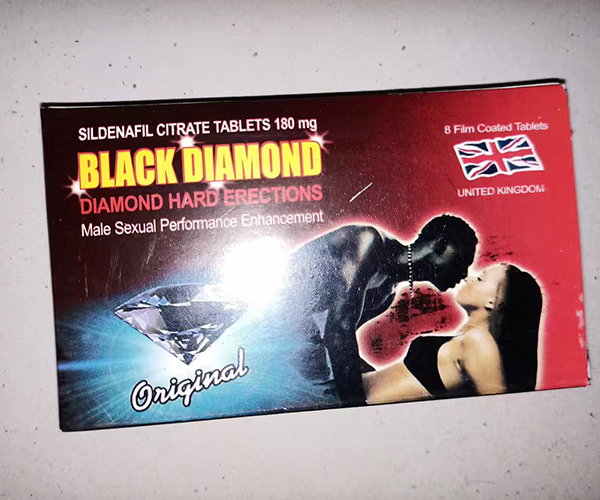 SILDENAFIL CITRATE TABLETS 180 mg
BLACK DIAMOND
DIAMOND HARD ERECTIONS
Male Sexual Performance Enhancement
8 Film Coated Tablets
UNITED KINGDOM
Original